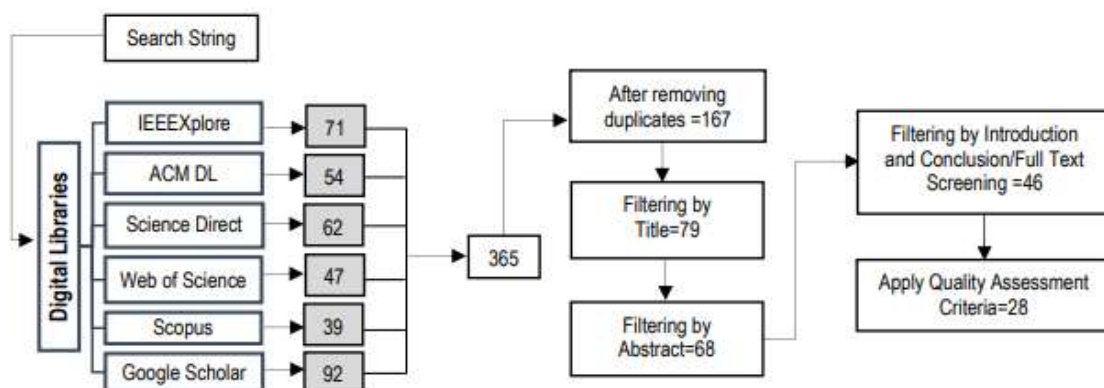 Search String
Digital Libraries
IEEEXplore
71
ACM DL
54
Science Direct
62
Web of Science
47
Scopus
39
Google Scholar
92
365
After removing
duplicates =167
Filtering by
Title=79
Filtering by
Abstract=68
Filtering by Introduction
and Conclusion/Full Text
Screening =46
Apply Quality Assessment
Criteria=28